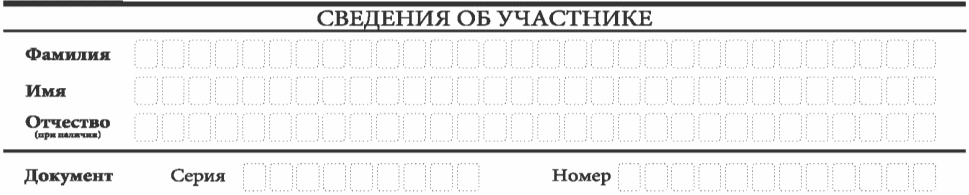 СВЕДЕНИЯ ОБ УЧАСТНИКЕ
Фамилия
Имя
Отчество
(при наличии)
Документ Серия Номер